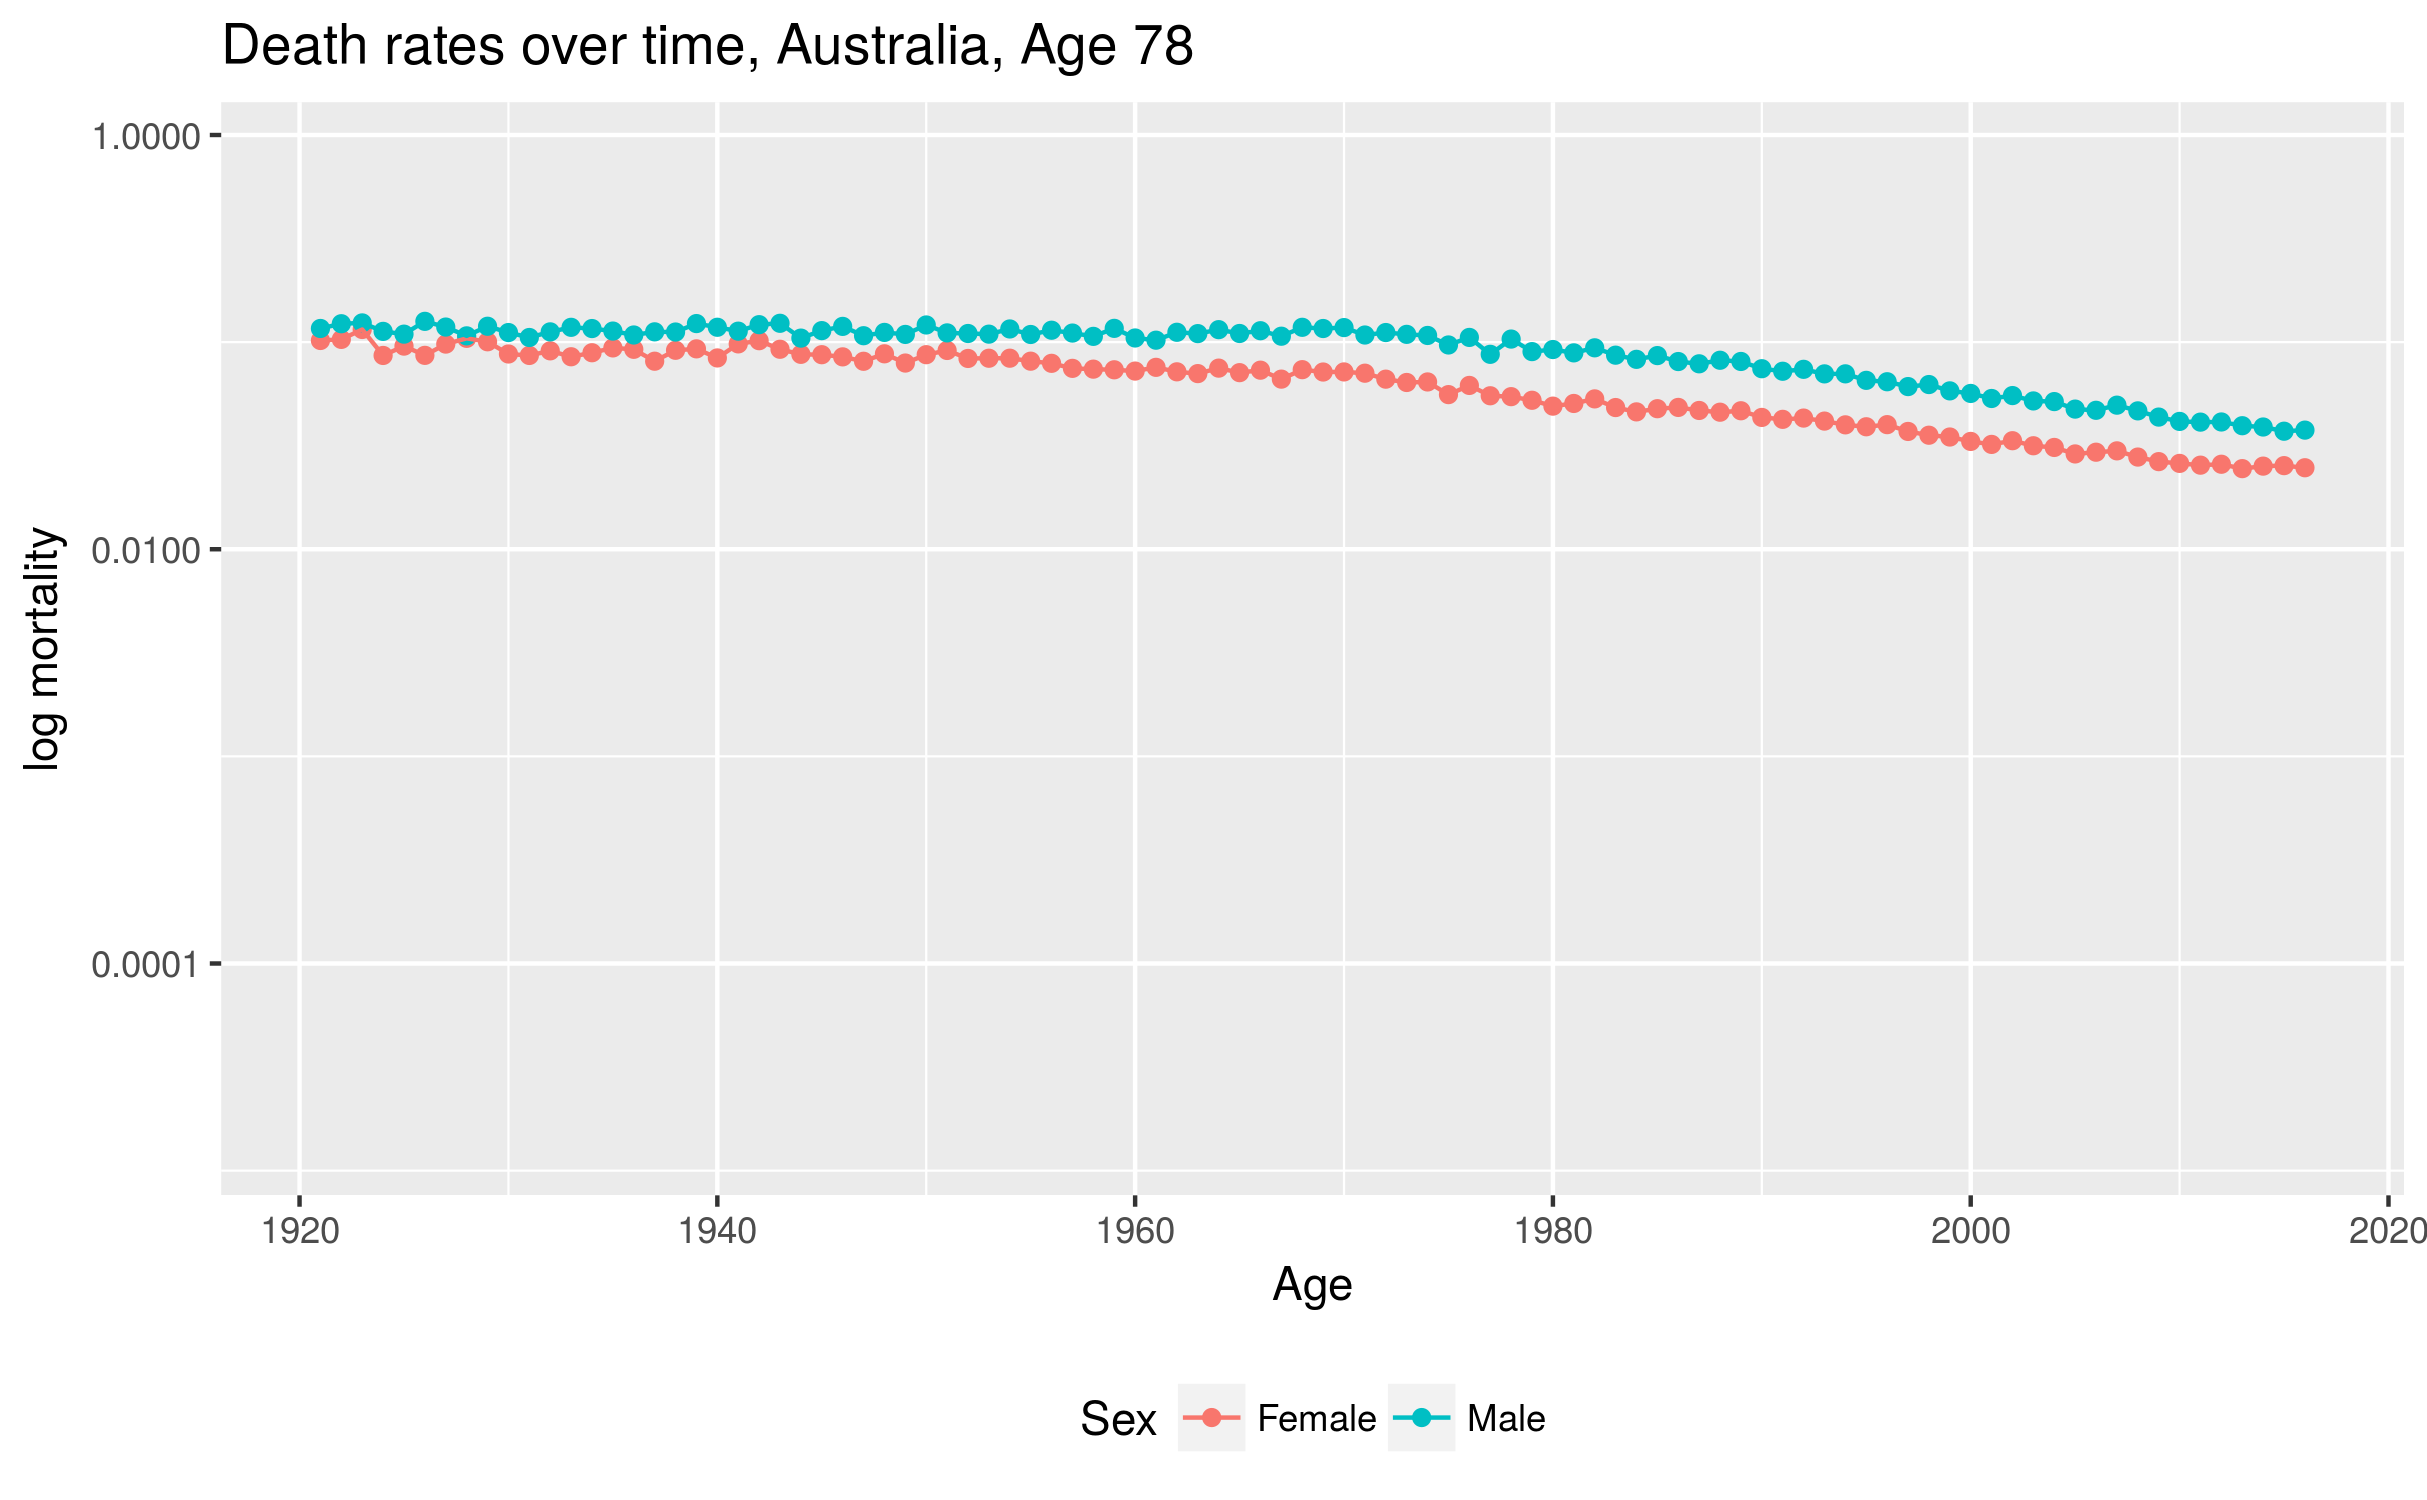 Death rates over time, Australia, Age 78
1.0000
0.0100
0.0001
log mortality
1920 1940 1960 1980 2000 2020
Age
Sex Female Male